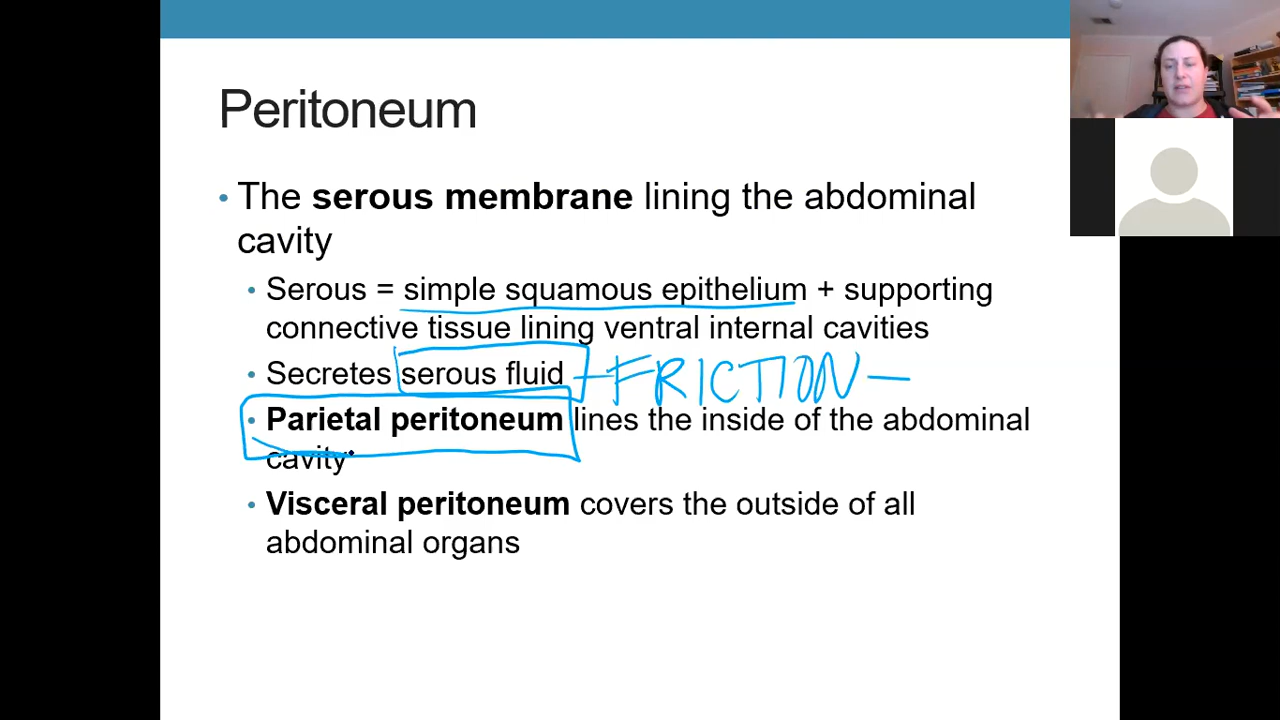 Peritoneum
• The serous membrane lining the abdominal
cavity
• Serous = simple squamous epithelium + supporting
connective tissue lining ventral internal cavities
• Secretes serous fluid – FRICTION –
• Parietal peritoneum lines the inside of the abdominal
cavity
• Visceral peritoneum covers the outside of all
abdominal organs